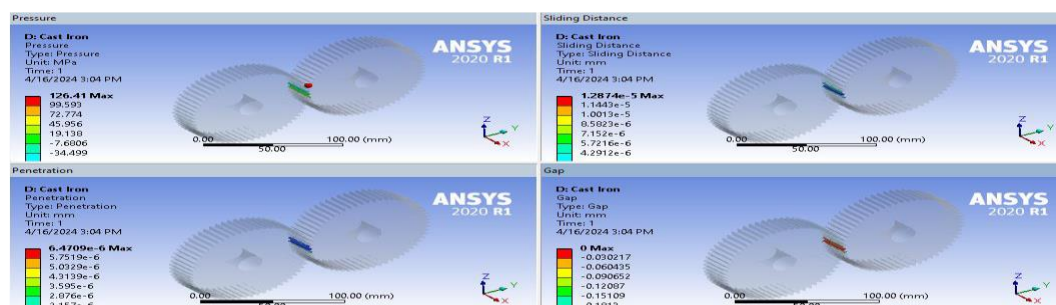 Pressure
D: Cast Iron
Pressure
Type: Pressure
Unit: MPa
Time: 1
4/16/2024 3:04 PM
126.41 Max
99.593
72.774
45.956
19.138
-7.6806
-34.499
ANSYS
2020 R1
0.00
100.00 (mm)
50.00
Z
Y
X
Sliding Distance
D: Cast Iron
Sliding Distance
Type: Sliding Distance
Unit: mm
Time: 1
4/16/2024 3:04 PM
1.2874e-5 Max
1.1443e-5
1.0013e-5
8.5823e-6
7.152e-6
5.7216e-6
4.2912e-6
ANSYS
2020 R1
0.00
100.00 (mm)
50.00
Z
Y
X
Penetration
D: Cast Iron
Penetration
Type: Penetration
Unit: mm
Time: 1
4/16/2024 3:04 PM
6.4709e-6 Max
5.7519e-6
5.0329e-6
4.3139e-6
3.595e-6
2.876e-6
ANSYS
2020 R1
0.00
100.00 (mm)
50.00
Z
Y
X
Gap
D: Cast Iron
Gap
Type: Gap
Unit: mm
Time: 1
4/16/2024 3:04 PM
0 Max
-0.030217
-0.060435
-0.090652
-0.12087
-0.15109
ANSYS
2020 R1
0.00
100.00 (mm)
50.00
Z
Y
X